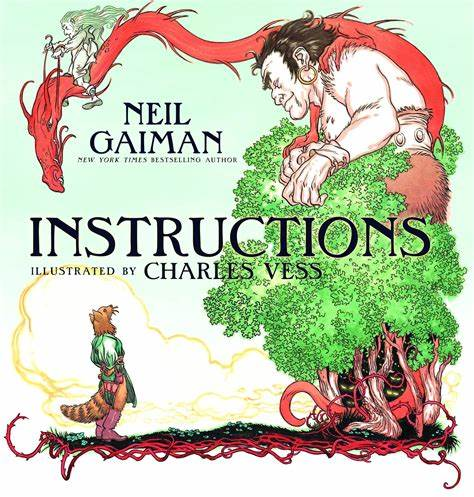 NEIL
GAIMAN
NEW YORK TIMES BESTSELLING AUTHOR
INSTRUCTIONS
ILLUSTRATED BY CHARLES VESS